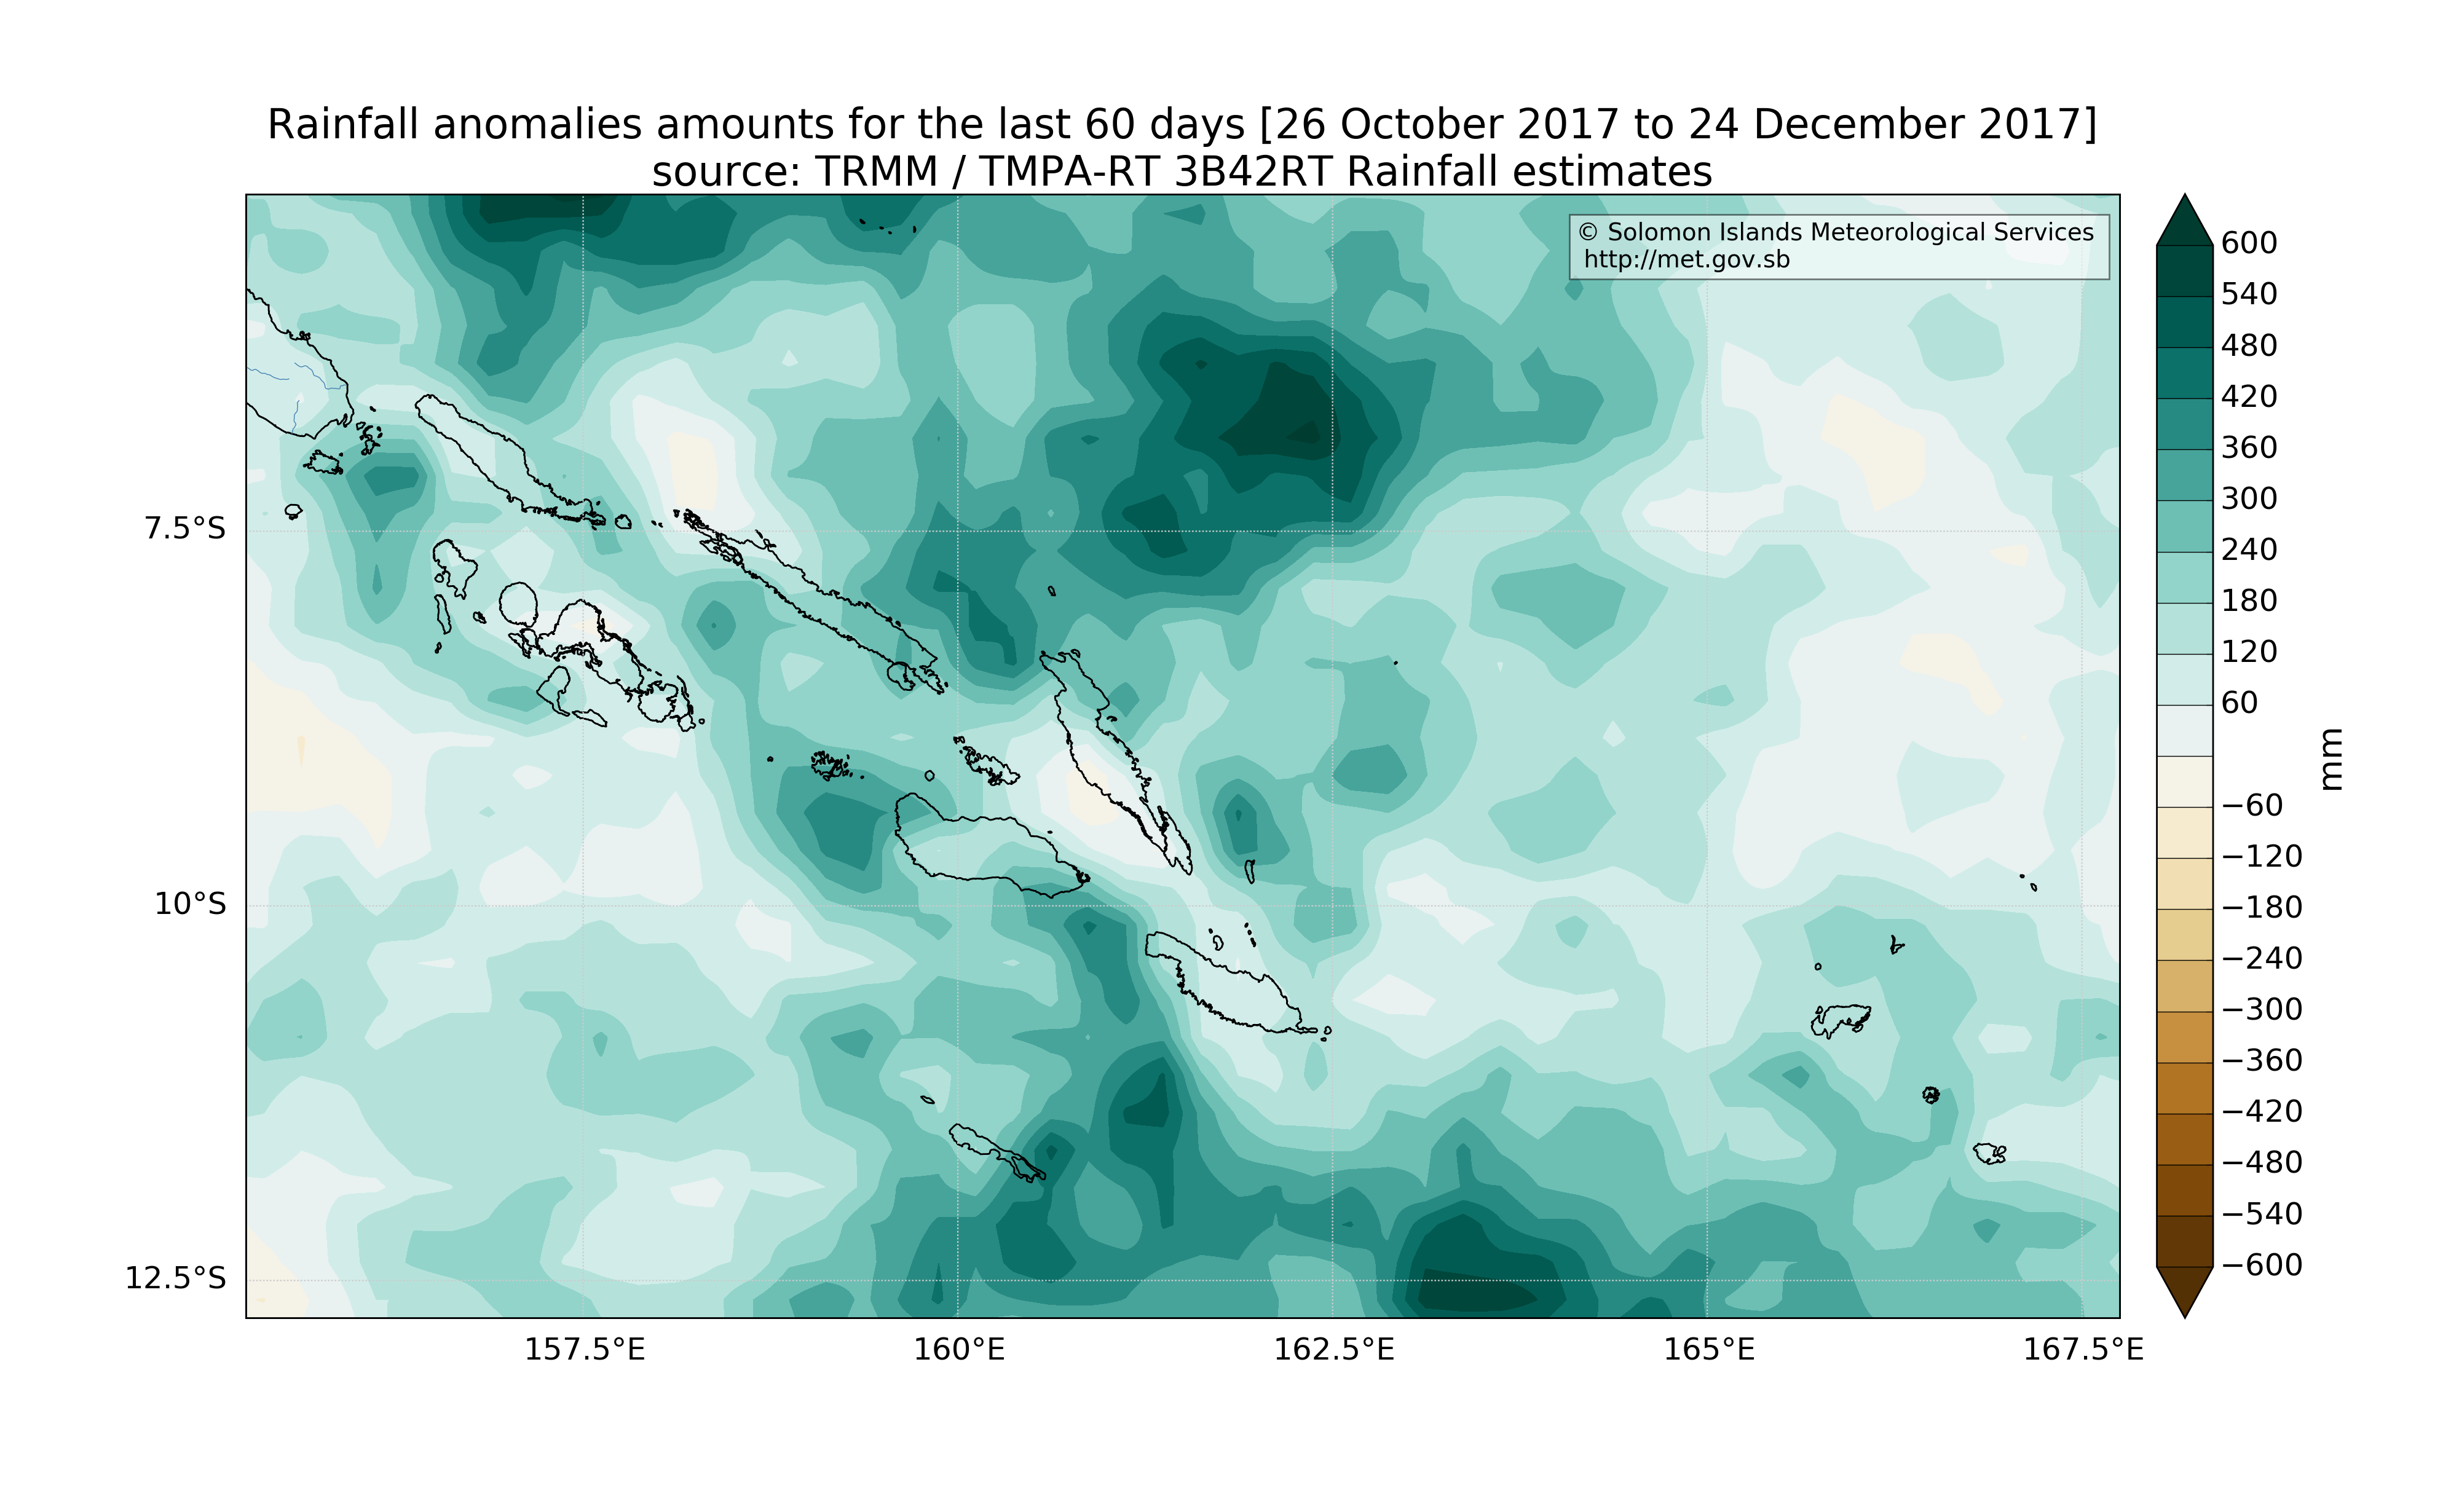 Rainfall anomalies amounts for the last 60 days [26 October 2017 to 24 December 2017]
source: TRMM / TMPA-RT 3B42RT Rainfall estimates
© Solomon Islands Meteorological Services
http://met.gov.sb
7.5°S
10°S
12.5°S
157.5°E
160°E
162.5°E
165°E
167.5°E
600
540
480
420
360
300
240
180
120
60
−60
−120
−180
−240
−300
−360
−420
−480
−540
−600
mm